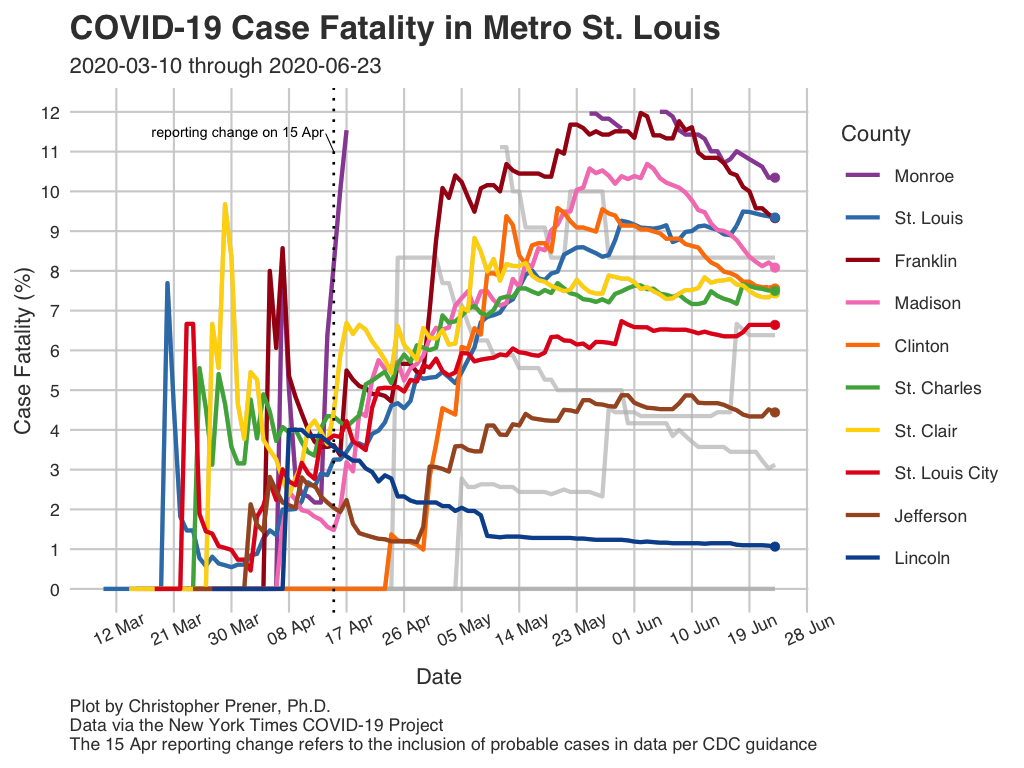 COVID-19 Case Fatality in Metro St. Louis
2020-03-10 through 2020-06-23
reporting change on 15 Apr
Case Fatality (%)
12
11
10
9
8
7
6
5
4
3
2
1
0
12 Mar
21 Mar
30 Mar
08 Apr
17 Apr
26 Apr
05 May
14 May
23 May
01 Jun
10 Jun
19 Jun
28 Jun
Date
County
Monroe
St. Louis
Franklin
Madison
Clinton
St. Charles
St. Clair
St. Louis City
Jefferson
Lincoln
Plot by Christopher Prener, Ph.D.
Data via the New York Times COVID-19 Project
The 15 Apr reporting change refers to the inclusion of probable cases in data per CDC guidance